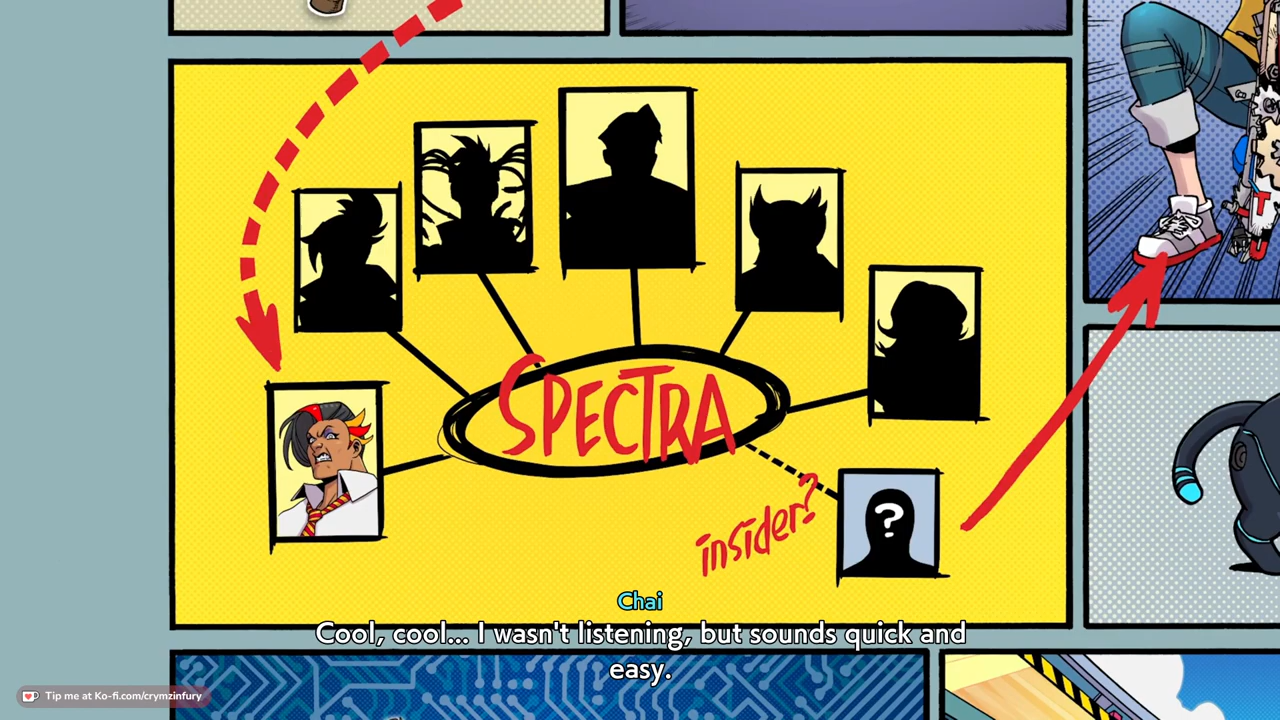 SPECTRA
?
insider?
Chai
Cool, cool... I wasn't listening, but sounds quick and
easy.
Tip me at Ko-fi.com/crymzinfury